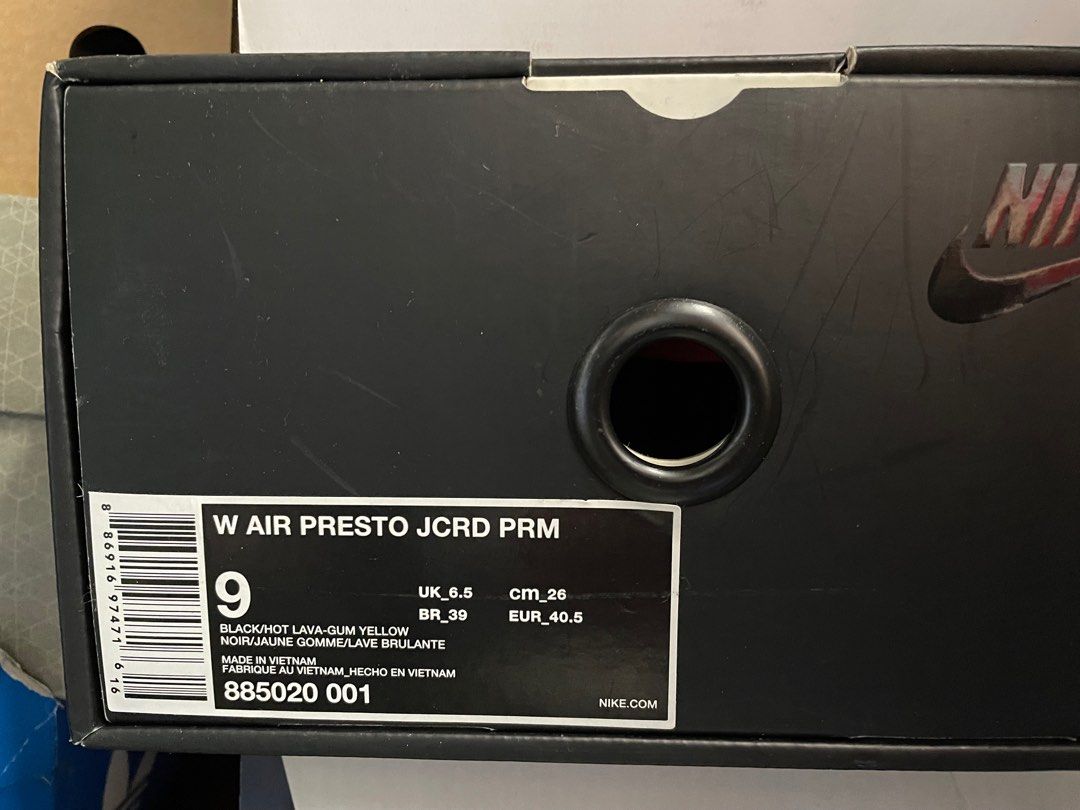 NIK
W AIR PRESTO JCRD PRM
9
UK_6.5 cm_26
BR_39 EUR_40.5
BLACK/HOT LAVA-GUM YELLOW
NOIR/JAUNE GOMME/LAVE BRULANTE
MADE IN VIETNAM
FABRIQUE AU VIETNAM_HECHO EN VIETNAM
885020 001
NIKE.COM
8 86916 97471 6 16